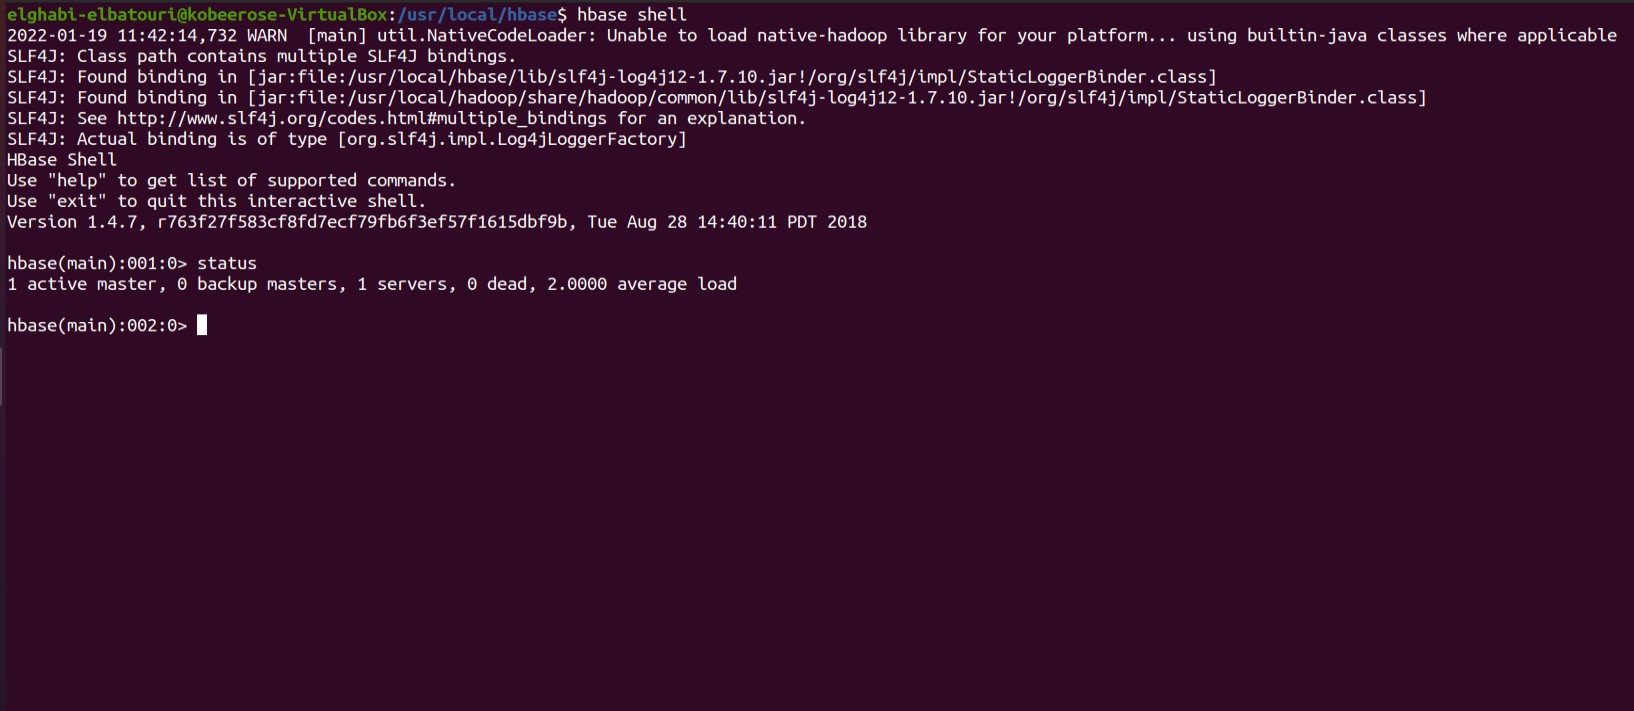 elghabi-elbatouri@kobeerose-VirtualBox:/usr/local/hbase$ hbase shell
2022-01-19 11:42:14,732 WARN  [main] util.NativeCodeLoader: Unable to load native-hadoop library for your platform... using builtin-java classes where applicable
SLF4J: Class path contains multiple SLF4J bindings.
SLF4J: Found binding in [jar:file:/usr/local/hbase/lib/slf4j-log4j12-1.7.10.jar!/org/slf4j/impl/StaticLoggerBinder.class]
SLF4J: Found binding in [jar:file:/usr/local/hadoop/share/hadoop/common/lib/slf4j-log4j12-1.7.10.jar!/org/slf4j/impl/StaticLoggerBinder.class]
SLF4J: See http://www.slf4j.org/codes.html#multiple_bindings for an explanation.
SLF4J: Actual binding is of type [org.slf4j.impl.Log4jLoggerFactory]
HBase Shell
Use "help" to get list of supported commands.
Use "exit" to quit this interactive shell.
Version 1.4.7, r763f27f583cf8fd7ecf79fb6f3ef57f1615dbf9b, Tue Aug 28 14:40:11 PDT 2018
hbase(main):001:0> status
1 active master, 0 backup masters, 1 servers, 0 dead, 2.0000 average load
hbase(main):002:0>